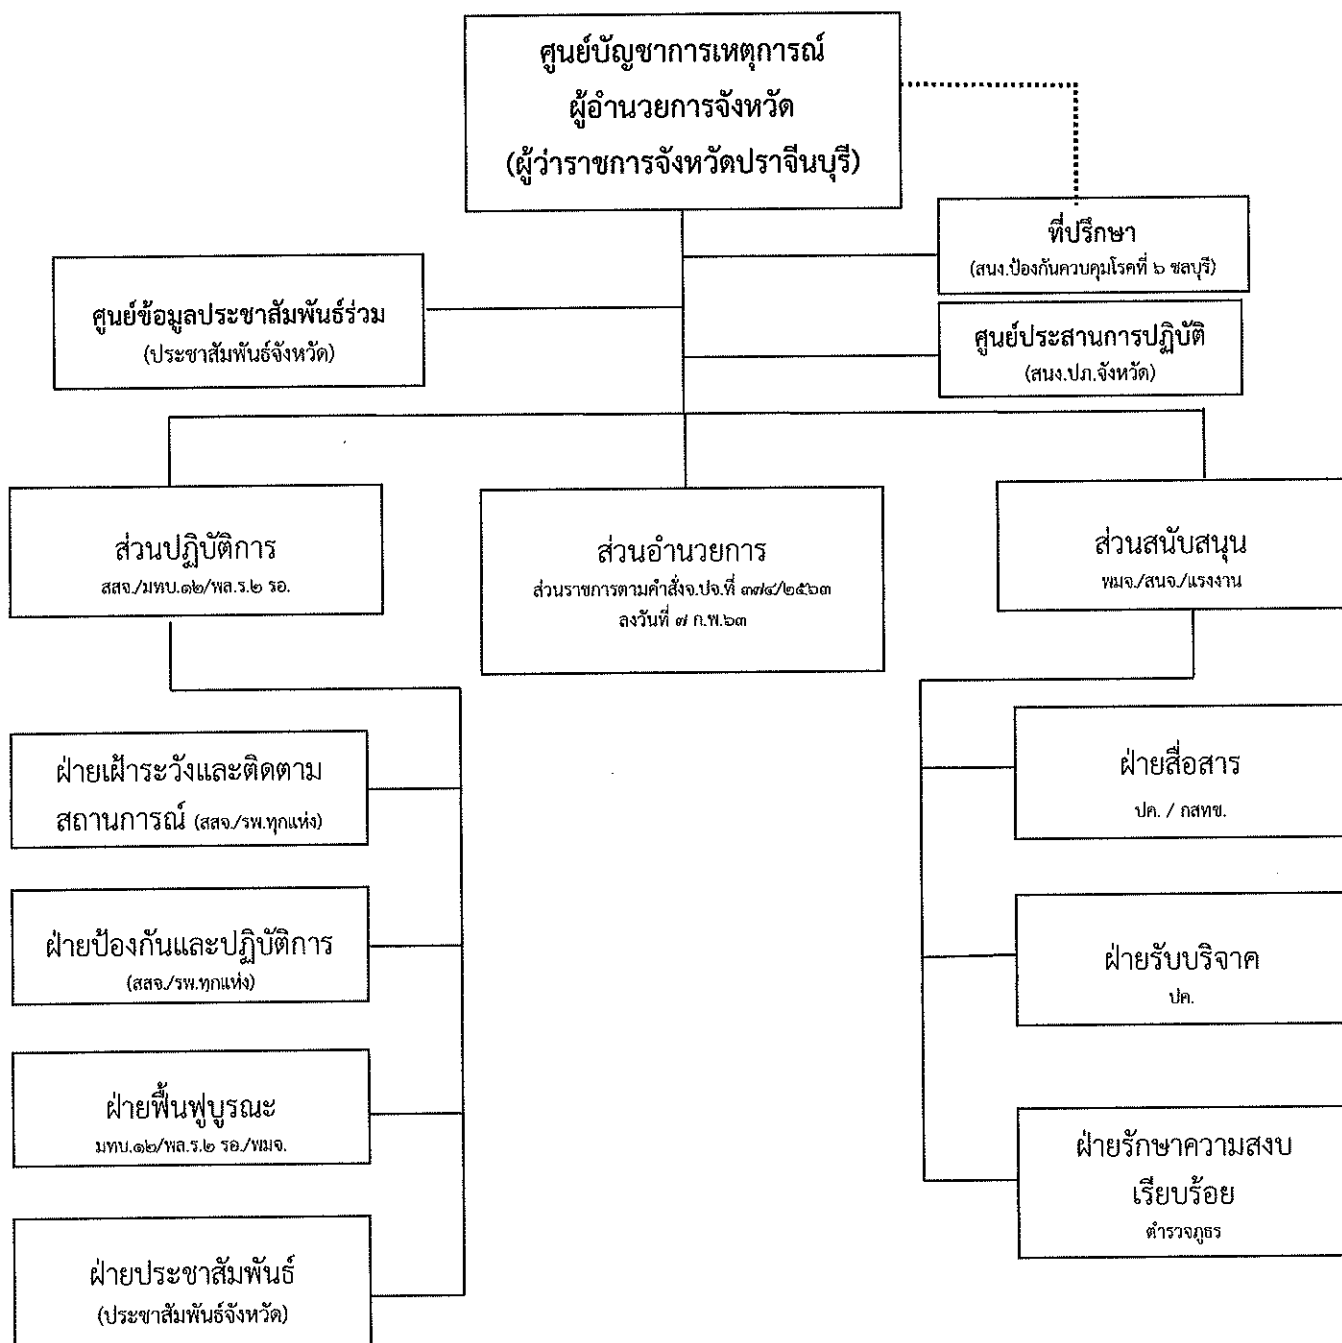 ศูนย์บัญชาการเหตุการณ์
ผู้อำนวยการจังหวัด
(ผู้ว่าราชการจังหวัดปราจีนบุรี)
ที่ปรึกษา
(สนง.ป้องกันควบคุมโรคที่ ๖ ชลบุรี)
ศูนย์ข้อมูลประชาสัมพันธ์ร่วม
(ประชาสัมพันธ์จังหวัด)
ศูนย์ประสานการปฏิบัติ
(สนง.ปภ.จังหวัด)
ส่วนปฏิบัติการ
สสจ./มทบ.๑๒/พล.ร.๒ รอ.
ส่วนอำนวยการ
ส่วนราชการตามคำสั่งจ.ปจ.ที่ ๓๗๔/๒๕๖๓
ลงวันที่ ๗ ก.พ.๖๓
ส่วนสนับสนุน
พมจ./สนจ./แรงงาน
ฝ่ายเฝ้าระวังและติดตาม
สถานการณ์ (สสจ./รพ.ทุกแห่ง)
ฝ่ายป้องกันและปฏิบัติการ
(สสจ./รพ.ทุกแห่ง)
ฝ่ายฟื้นฟูบูรณะ
มทบ.๑๒/พล.ร.๒ รอ./พมจ.
ฝ่ายประชาสัมพันธ์
(ประชาสัมพันธ์จังหวัด)
ฝ่ายสื่อสาร
ปค. / กสทช.
ฝ่ายรับบริจาค
ปค.
ฝ่ายรักษาความสงบ
เรียบร้อย
ตำรวจภูธร